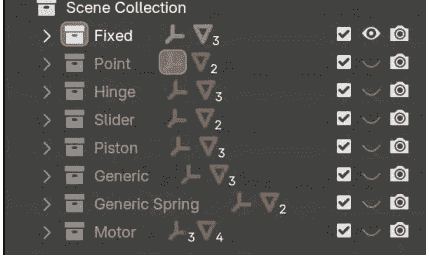 Scene Collection
Fixed 3
Point 2
Hinge 3
Slider 2
Piston 3
Generic 3
Generic Spring 2
Motor 3 4